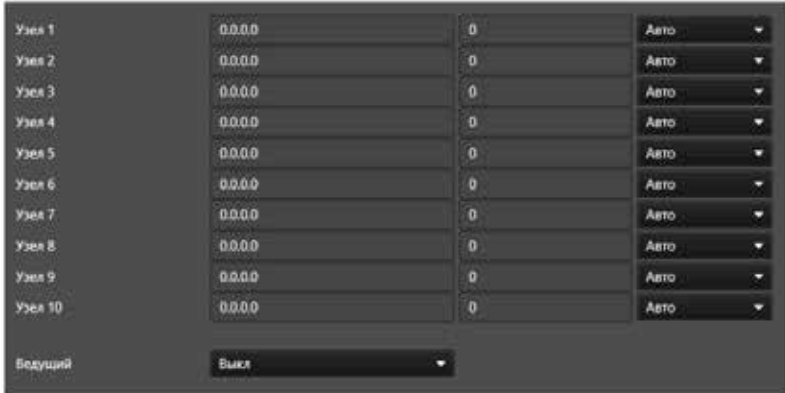 Узел 1 0.0.0.0 0 Авто
Узел 2 0.0.0.0 0 Авто
Узел 3 0.0.0.0 0 Авто
Узел 4 0.0.0.0 0 Авто
Узел 5 0.0.0.0 0 Авто
Узел 6 0.0.0.0 0 Авто
Узел 7 0.0.0.0 0 Авто
Узел 8 0.0.0.0 0 Авто
Узел 9 0.0.0.0 0 Авто
Узел 10 0.0.0.0 0 Авто
Ведущий Выкл